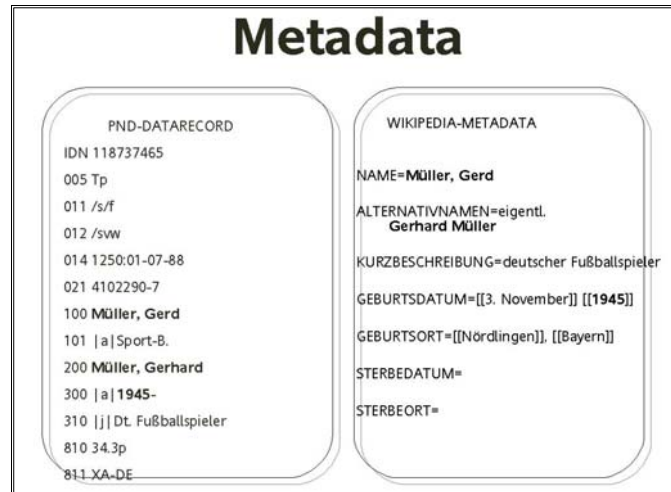 Metadata
PND-DATARECORD
IDN 118737465
005 Tp
011 /s/f
012 /svw
014 1250:01-07-88
021 4102290-7
100 Müller, Gerd
101 |a|Sport-B.
200 Müller, Gerhard
300 |a|1945-
310 |j|Dt. Fußballspieler
810 34.3p
811 XA-DE
WIKIPEDIA-METADATA
NAME=Müller, Gerd
ALTERNATIVNAMEN=eigentl.
Gerhard Müller
KURZBESCHREIBUNG=deutscher Fußballspieler
GEBURTSDATUM=[[3. November]] [[1945]]
GEBURTSORT=[[Nördlingen]], [[Bayern]]
STERBEDATUM=
STERBEORT=